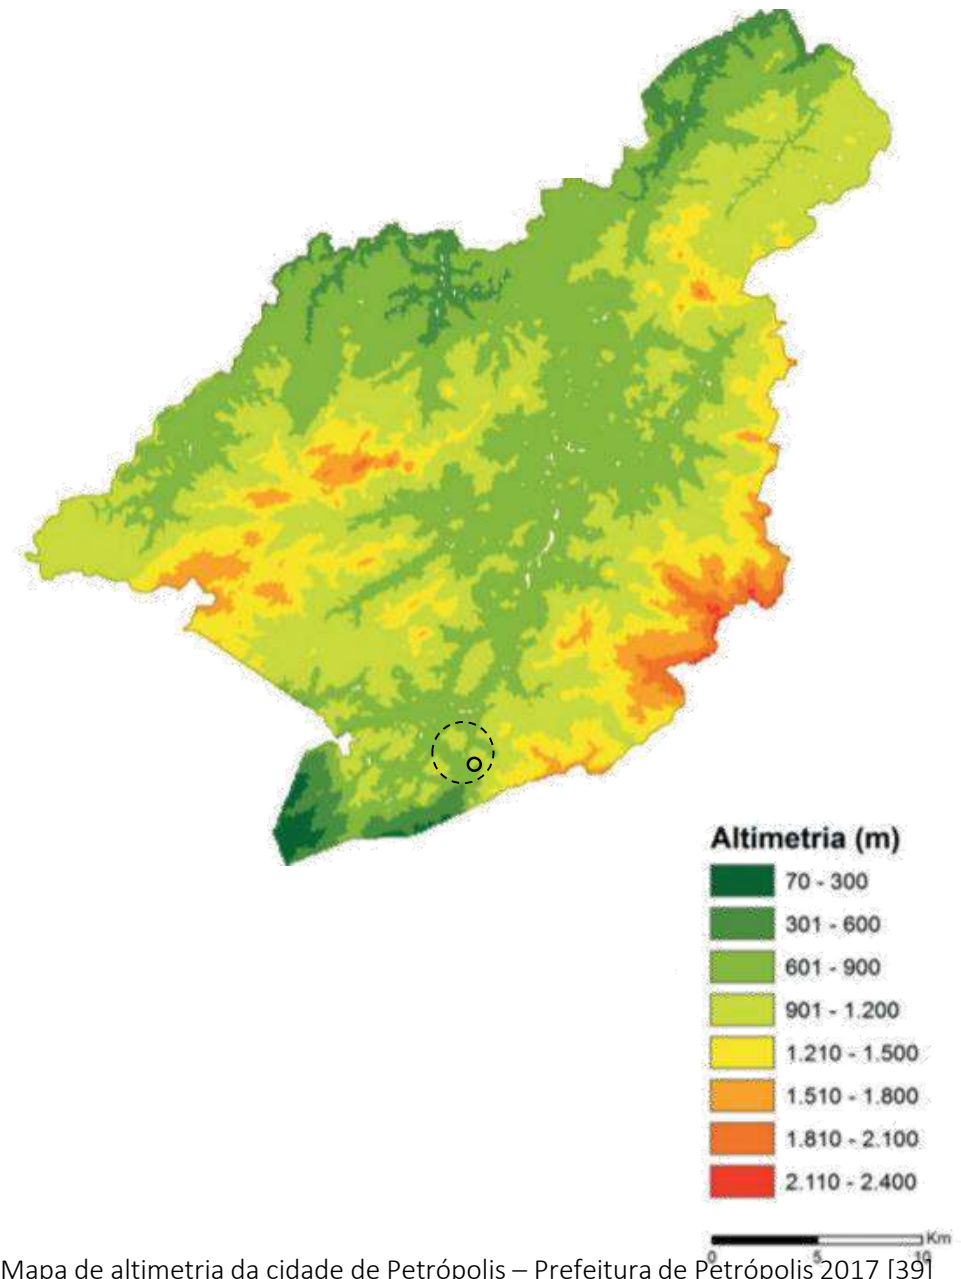 Altimetria (m)
70 - 300
301 - 600
601 - 900
901 - 1.200
1.210 - 1.500
1.510 - 1.800
1.810 - 2.100
2.110 - 2.400
Km
0 5 10
Mapa de altimetria da cidade de Petrópolis – Prefeitura de Petrópolis 2017 [39]